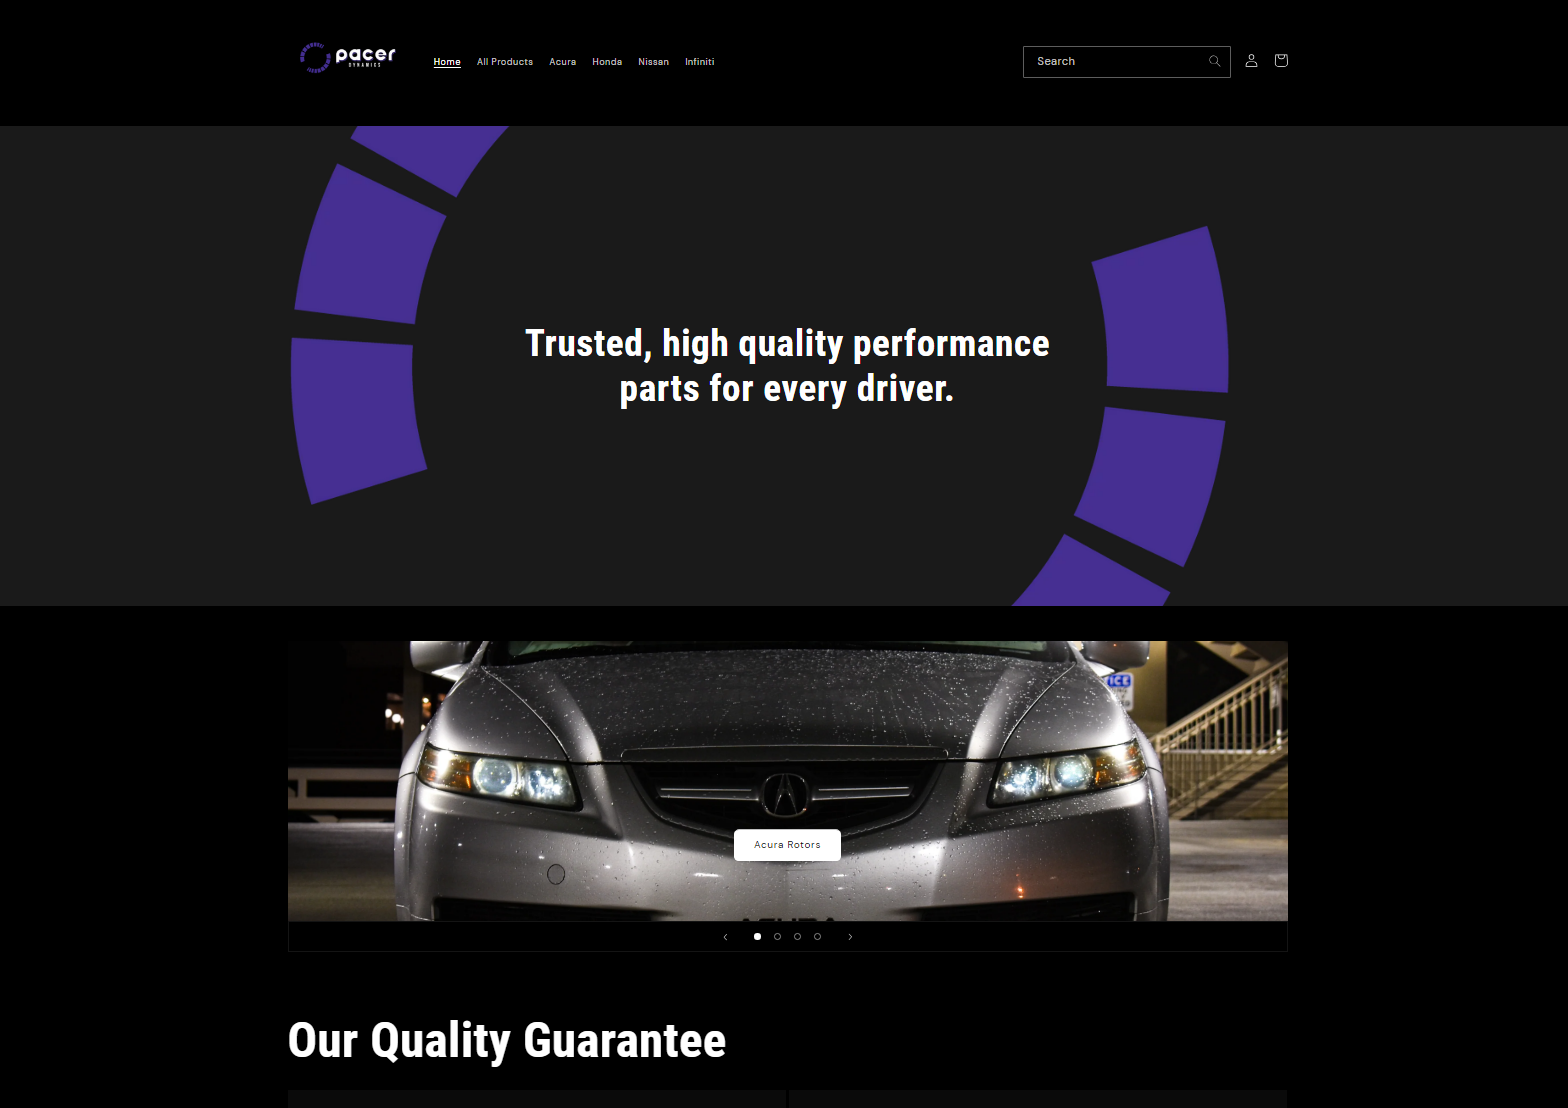 pacer
DYNAMICS
Home
All Products
Acura
Honda
Nissan
Infiniti
Search
Trusted, high quality performance
parts for every driver.
ICE
Acura Rotors
Our Quality Guarantee